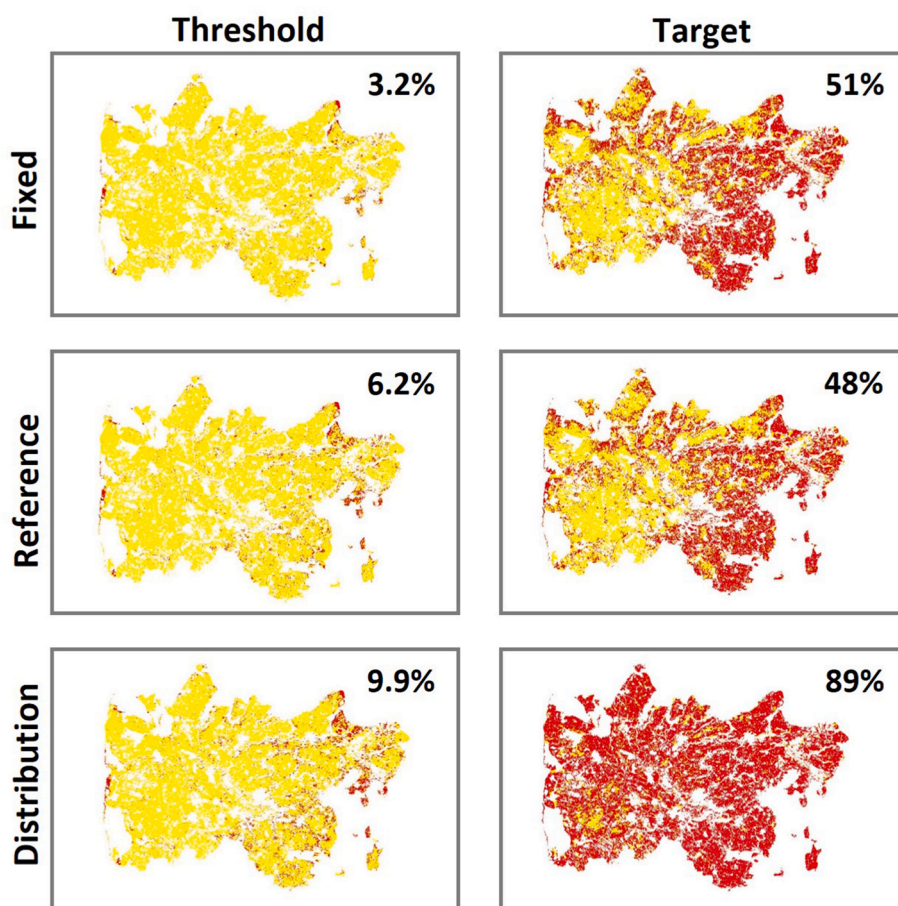 Threshold
Target
Fixed
3.2%
51%
Reference
6.2%
48%
Distribution
9.9%
89%